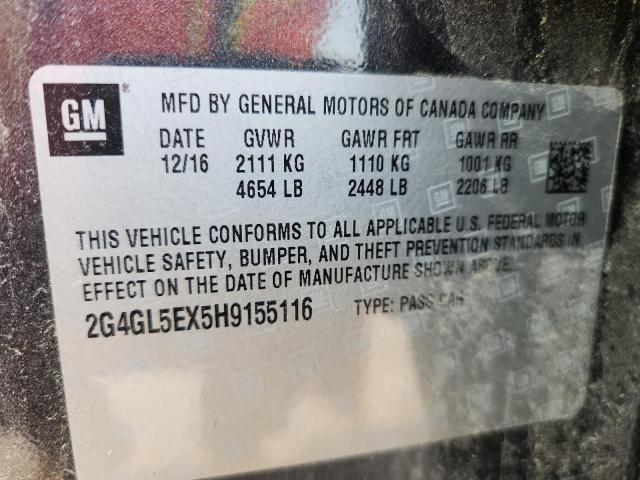 GM ®
MFD BY GENERAL MOTORS OF CANADA COMPANY
DATE GVWR GAWR FRT GAWR RR
12/16 2111 KG 1110 KG 1001 KG
4654 LB 2448 LB 2206 LB
THIS VEHICLE CONFORMS TO ALL APPLICABLE U.S. FEDERAL MOTOR
VEHICLE SAFETY, BUMPER, AND THEFT PREVENTION STANDARDS IN
EFFECT ON THE DATE OF MANUFACTURE SHOWN ABOVE.
2G4GL5EX5H9155116 TYPE: PASS CAR